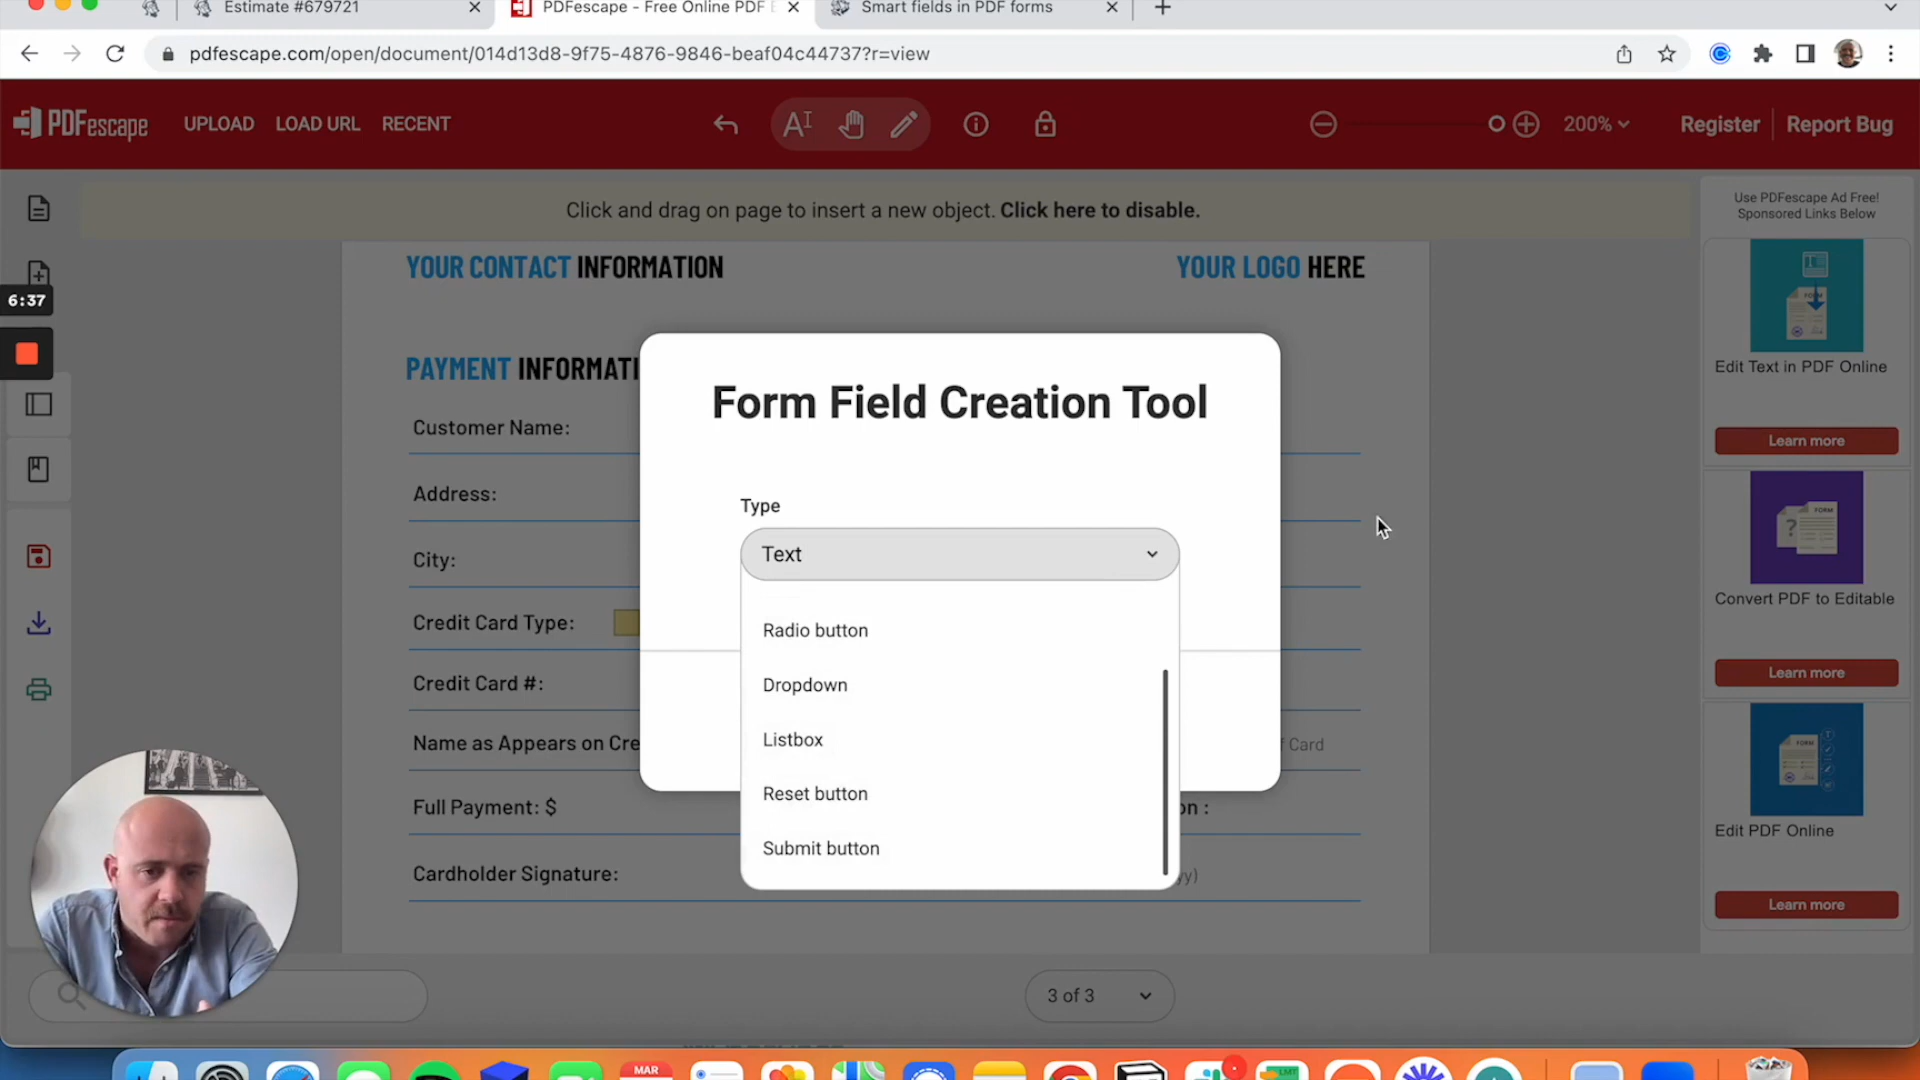 Estimate #679721
PDFescape - Free Online PDF E
Smart fields in PDF forms
pdfescape.com/open/document/014d13d8-9f75-4876-9846-beaf04c44737?r=view
PDFescape
UPLOAD
LOAD URL
RECENT
200%
Register
Report Bug
Click and drag on page to insert a new object. Click here to disable.
Use PDFescape Ad Free!
Sponsored Links Below
6:37
YOUR CONTACT INFORMATION
YOUR LOGO HERE
PAYMENT INFORMATI
Customer Name:
Address:
City:
Credit Card Type:
Credit Card #:
Name as Appears on Cre
f Card
Full Payment: $
on :
Cardholder Signature:
yy)
Form Field Creation Tool
Type
Text
Radio button
Dropdown
Listbox
Reset button
Submit button
FORM
Edit Text in PDF Online
Learn more
FORM
Convert PDF to Editable
Learn more
FORM
Edit PDF Online
Learn more
3 of 3
MAR